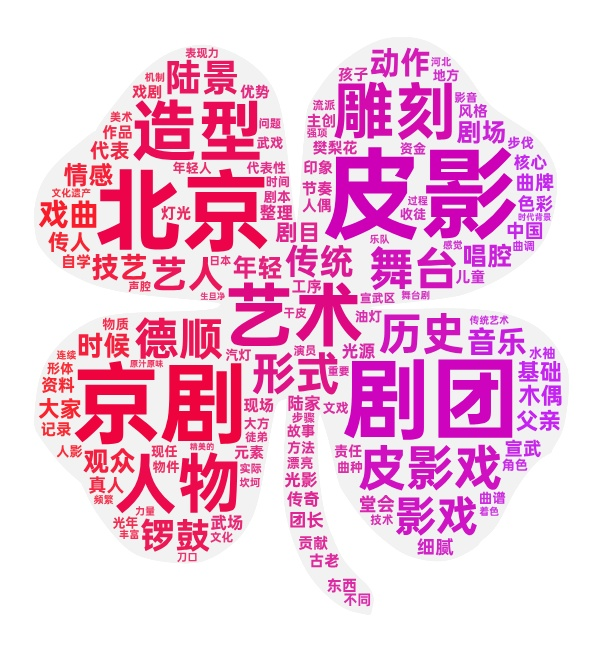 表现力
机制
陆景
戏剧
优势
造型
美术
作品
代表
问题
武戏
年轻人
代表性
情感
文化遗产
北京
时间
剧本
戏曲
灯光
整理
传人
剧目
自学
技艺
艺人
日本
年轻
传统
声腔
生旦净
工序
动作
河北
孩子
地方
雕刻
影音
流派
主创
风格
强项
剧场
步伐
樊梨花
资金
皮影
印象
核心
节奏
曲牌
人偶
过程
收徒
色彩
时代背景
中国
乐队
感觉
曲调
舞台
唱腔
儿童
宣武区
舞台剧
艺术
干皮
油灯
物质
德顺
汽灯
演员
光源
时候
连续
原汁原味
形式
重要
形体
资料
京剧
大家
记录
现场
大方
徒弟
人影
观众
现任
精美的
元素
物件
人物
实际
真人
坎坷
频繁
力量
光年
丰富
锣鼓
武场
文化
刀口
历史
传统艺术
音乐
水袖
基础
剧团
木偶
父亲
陆家
文戏
步骤
故事
方法
漂亮
责任
曲种
皮影戏
宣武
角色
光影
传奇
堂会
技术
影戏
曲谱
着色
团长
细腻
贡献
古老
东西
不同